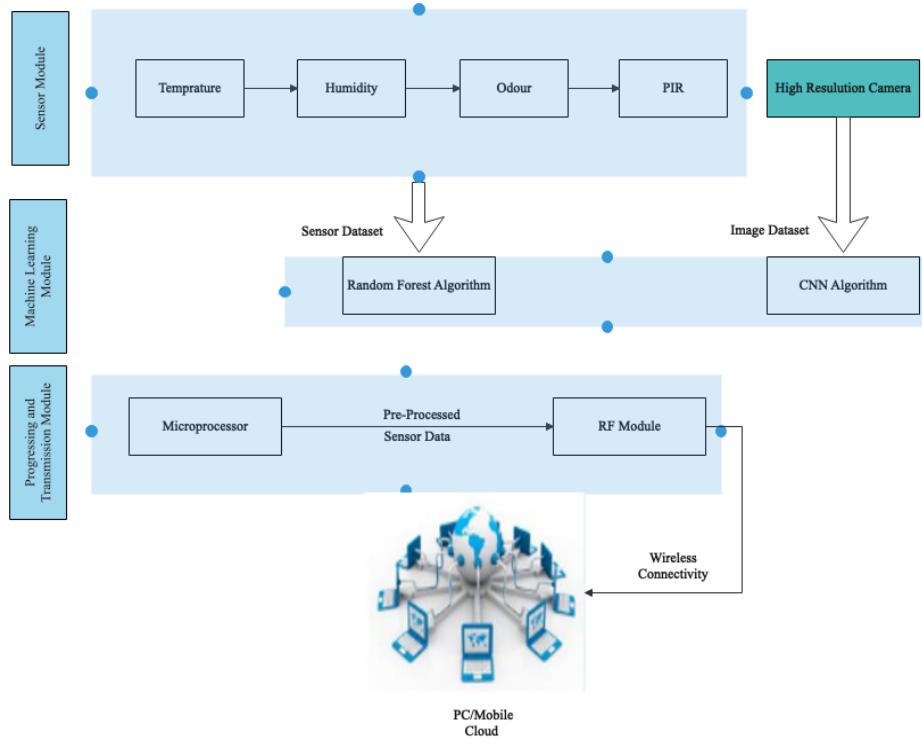 Sensor Module
Temprature
Humidity
Odour
PIR
High Resulution Camera
Sensor Dataset
Image Dataset
Machine Learning
Module
Random Forest Algorithm
CNN Algorithm
Progressing and
Transmission Module
Microprocessor
Pre-Processed
Sensor Data
RF Module
Wireless
Connectivity
PC/Mobile
Cloud